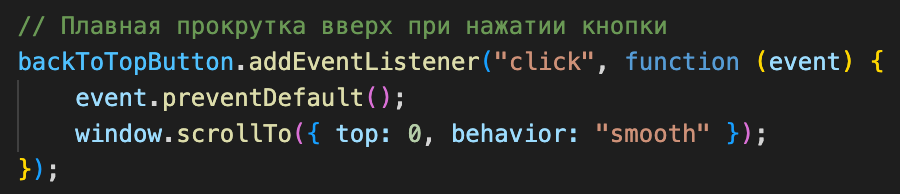 // Плавная прокрутка вверх при нажатии кнопки
backToTopButton.addEventListener("click", function (event) {
    event.preventDefault();
    window.scrollTo({ top: 0, behavior: "smooth" });
});